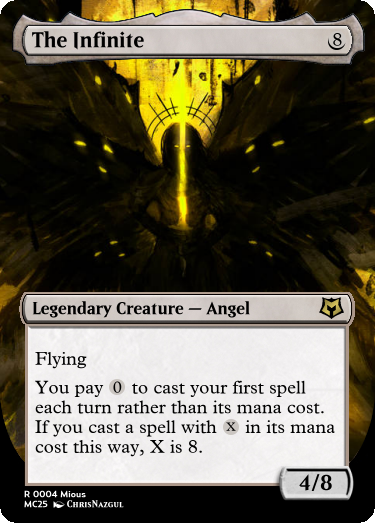 The Infinite 8
Legendary Creature — Angel
Flying
You pay 0 to cast your first spell
each turn rather than its mana cost.
If you cast a spell with X in its mana
cost this way, X is 8.
4/8
R 0004 Mious
MC25 ChrisNazgul